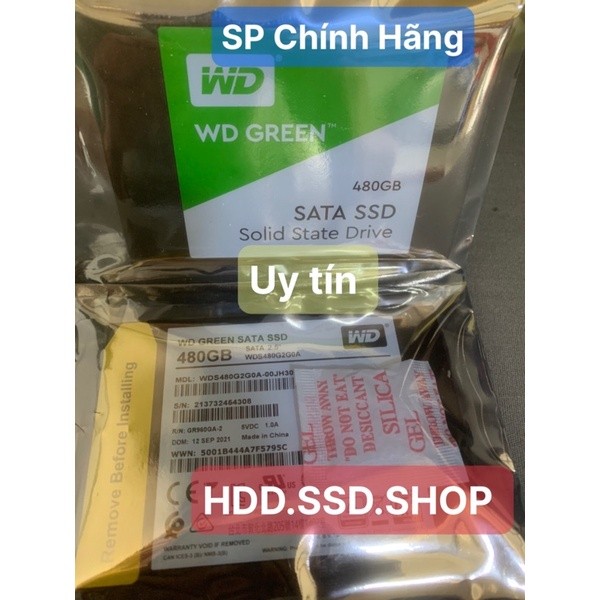 SP Chính Hãng
WD
WD GREEN™
480GB
SATA SSD
Solid State Drive
Uy tín
Remove Before Installing
WD GREEN SATA SSD
480GB
SATA 2.5"
WDS480G2G0A
WD
MDL: WDS480G2G0A-00JH30
S/N: 213732464308
R/N: GR960GA-2 5VDC 1.0A
DOM: 12 SEP 2021 Made in China
WWN: 5001B444A7F5795C
THROW AWAY
"DO NOT EAT"
DESICCANT
SILICA
GEL
HDD.SSD.SHOP
WARRANTY VOID IF REMOVED